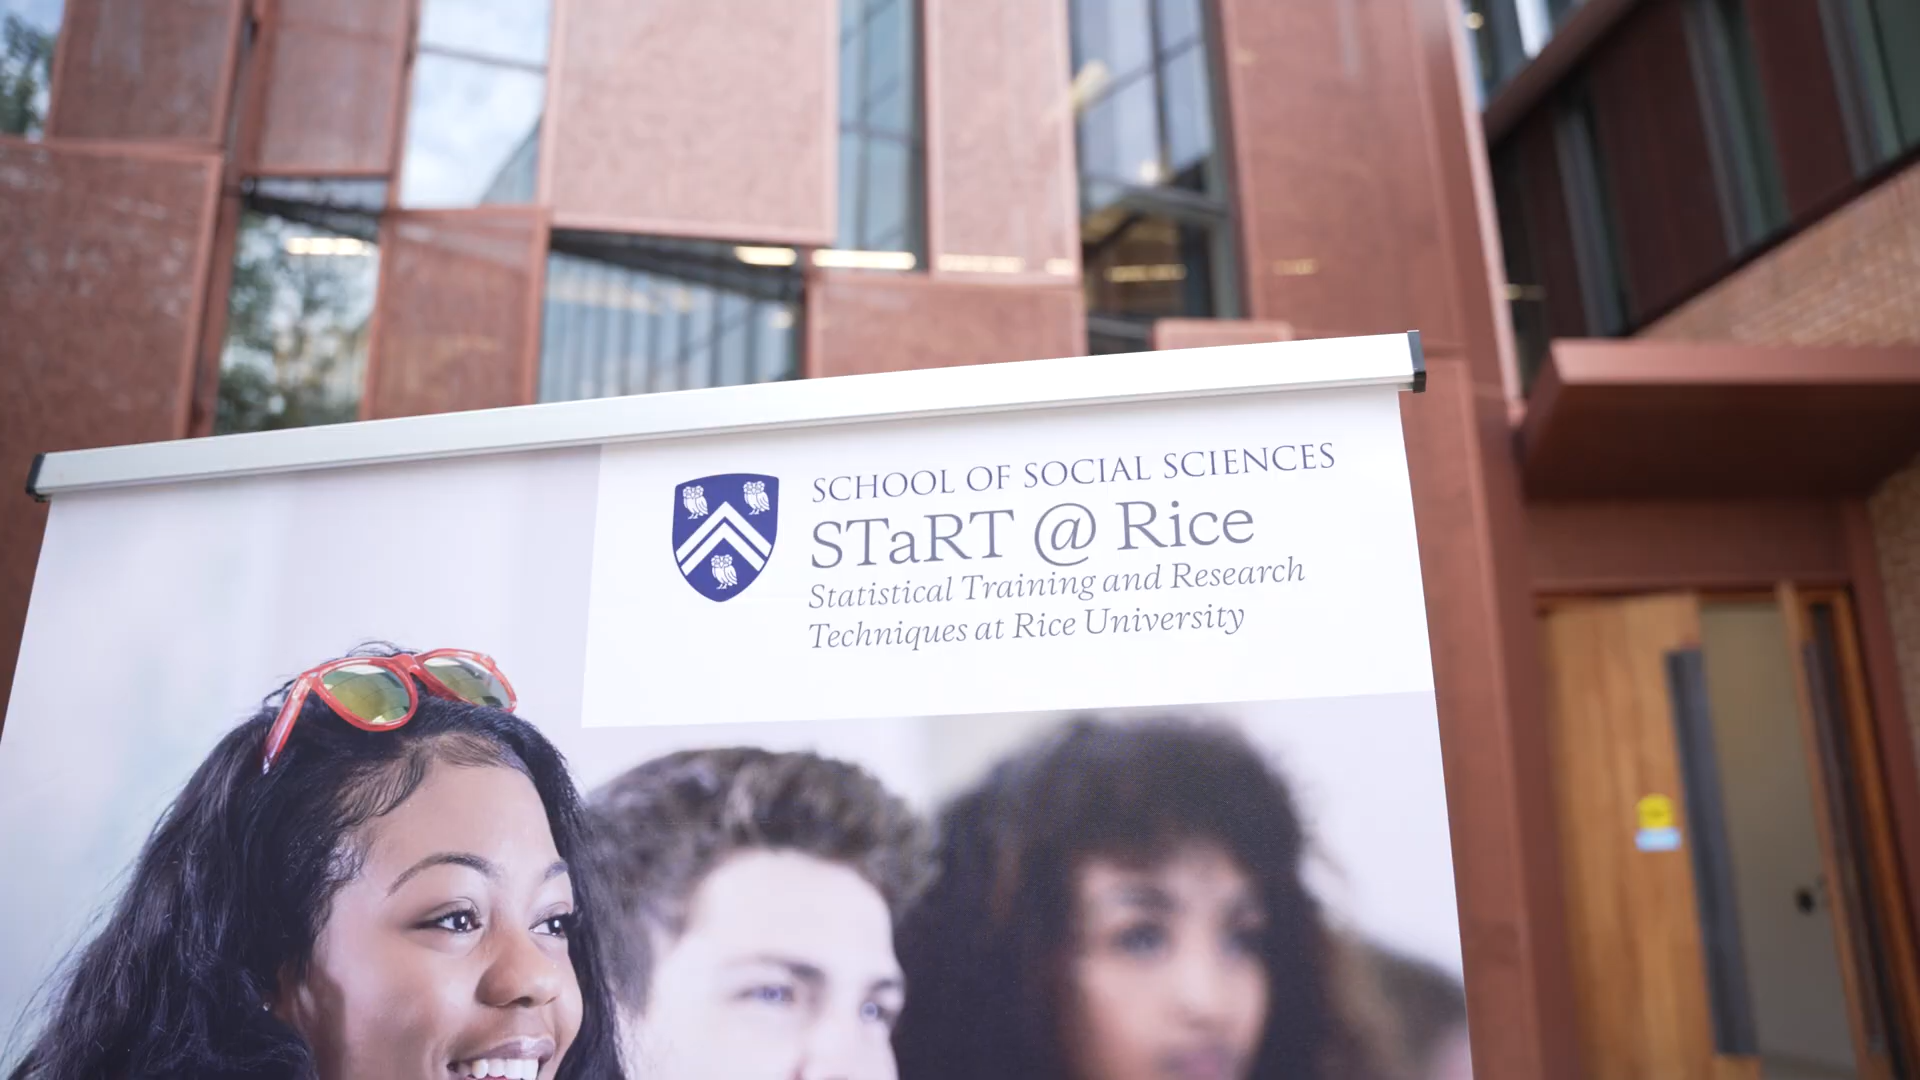 SCHOOL OF SOCIAL SCIENCES
STaRT @ Rice
Statistical Training and Research
Techniques at Rice University